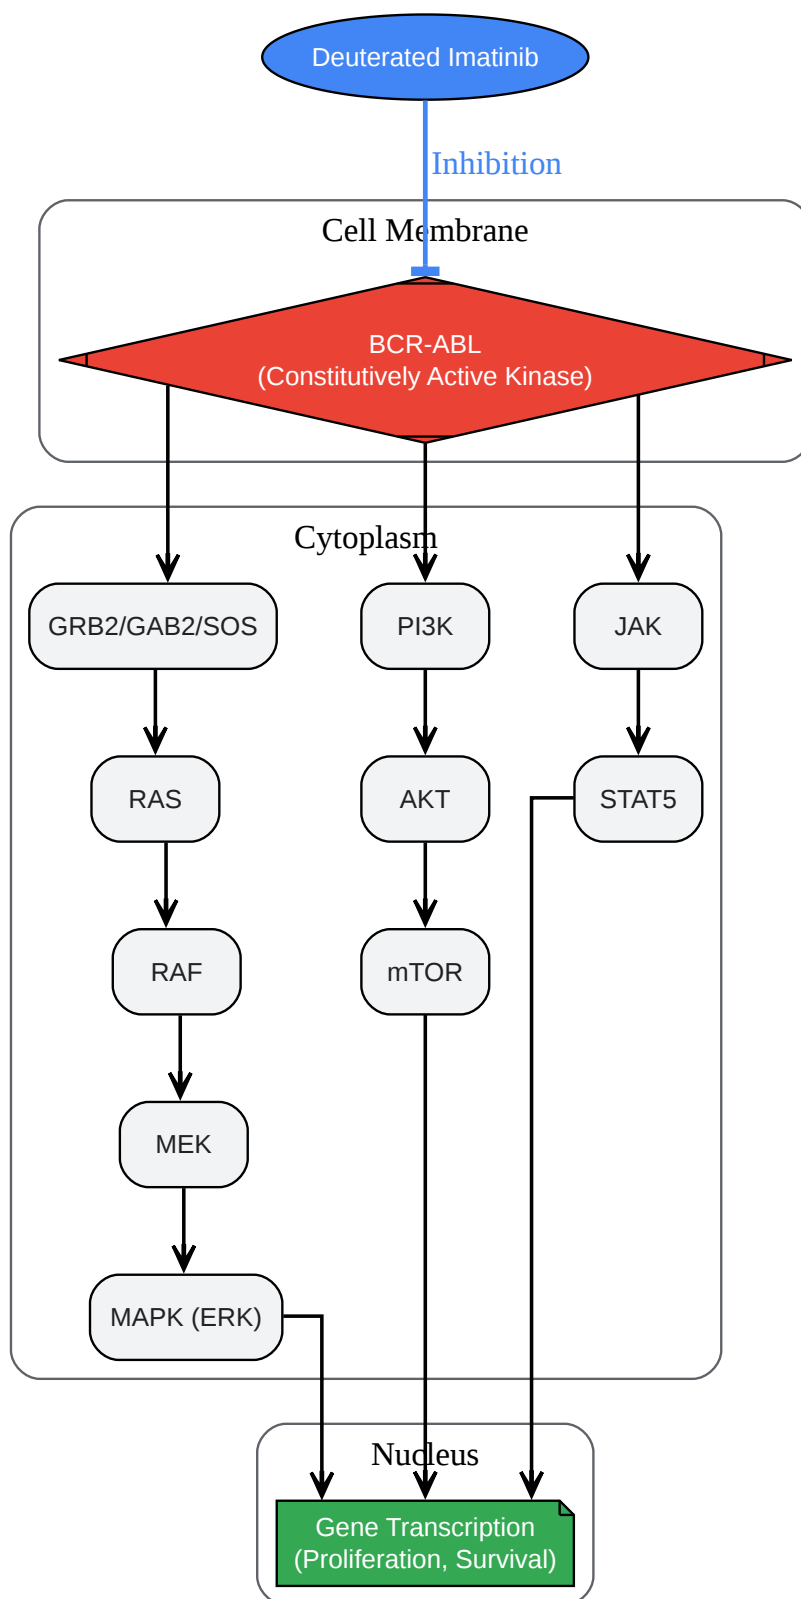 Deuterated Imatinib
Inhibition
Cell Membrane
BCR-ABL
(Constitutively Active Kinase)
Cytoplasm
GRB2/GAB2/SOS
PI3K
JAK
RAS
AKT
STAT5
RAF
mTOR
MEK
MAPK (ERK)
Nucleus
Gene Transcription
(Proliferation, Survival)